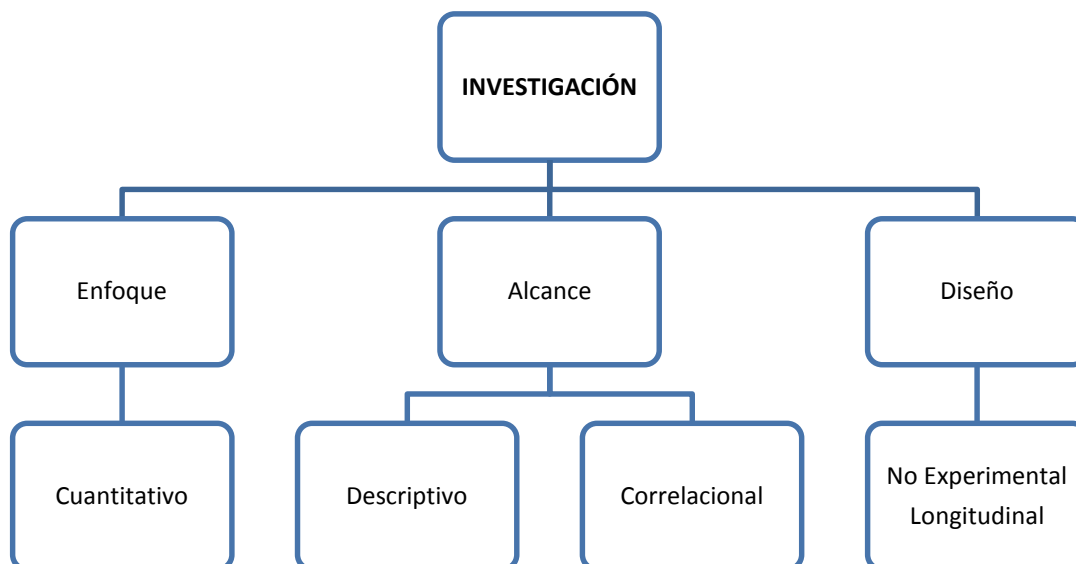 INVESTIGACIÓN
Enfoque
Alcance
Diseño
Cuantitativo
Descriptivo
Correlacional
No Experimental
Longitudinal